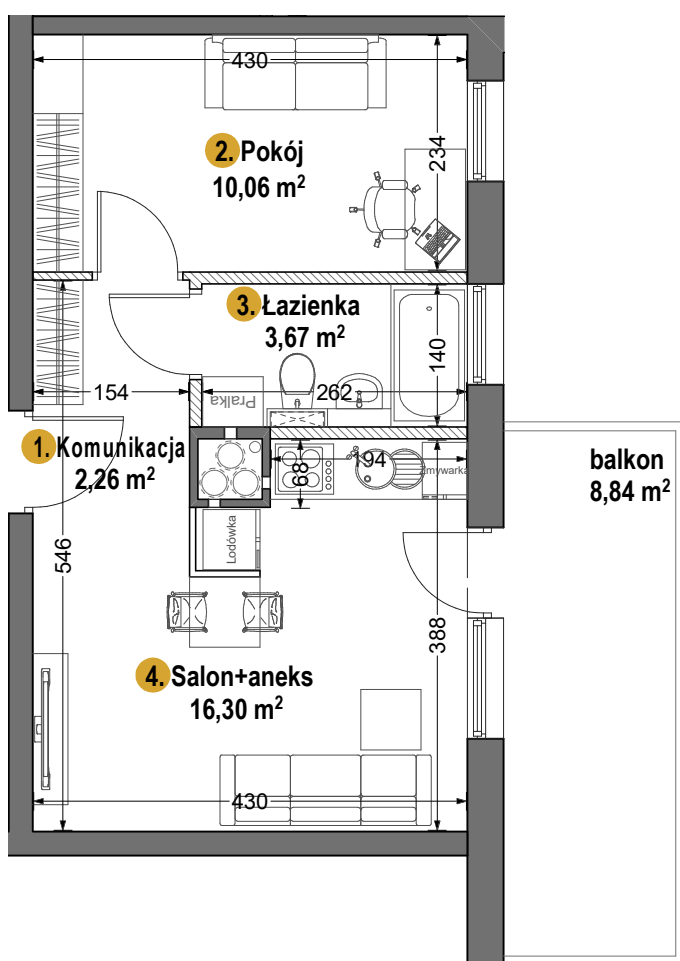 430
2. Pokój
10,06 m²
234
3. Łazienka
3,67 m²
140
154
262
Pralka
1. Komunikacja
2,26 m²
194
68
zmywarka
balkon
8,84 m²
Lodówka
546
388
4. Salon+aneks
16,30 m²
430